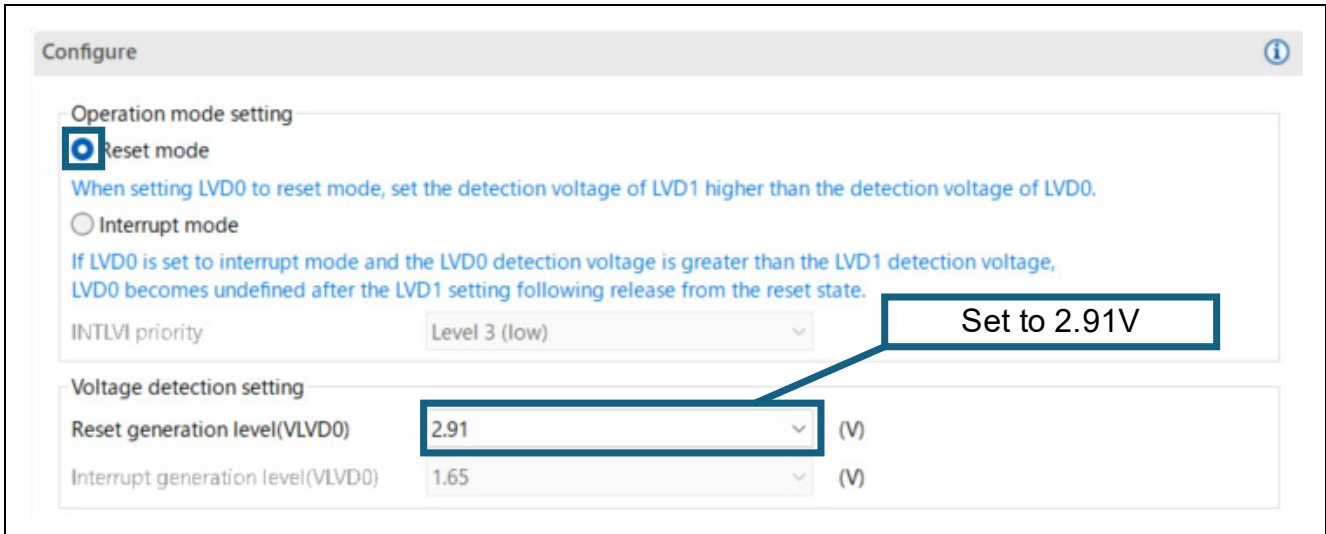 Configure
Operation mode setting
Reset mode
When setting LVD0 to reset mode, set the detection voltage of LVD1 higher than the detection voltage of LVD0.
Interrupt mode
If LVD0 is set to interrupt mode and the LVD0 detection voltage is greater than the LVD1 detection voltage,
LVD0 becomes undefined after the LVD1 setting following release from the reset state.
Set to 2.91V
INTLVI priority Level 3 (low)
Voltage detection setting
Reset generation level(VLVD0) 2.91 (V)
Interrupt generation level(VLVD0) 1.65 (V)